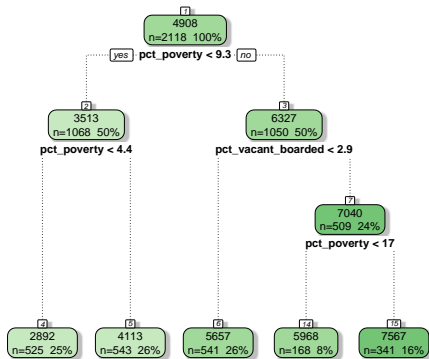 1
4908
n=2118 100%
yes pct_poverty < 9.3 no
2
3513
n=1068 50%
pct_poverty < 4.4
3
6327
n=1050 50%
pct_vacant_boarded < 2.9
7
7040
n=509 24%
pct_poverty < 17
4
2892
n=525 25%
5
4113
n=543 26%
6
5657
n=541 26%
14
5968
n=168 8%
15
7567
n=341 16%